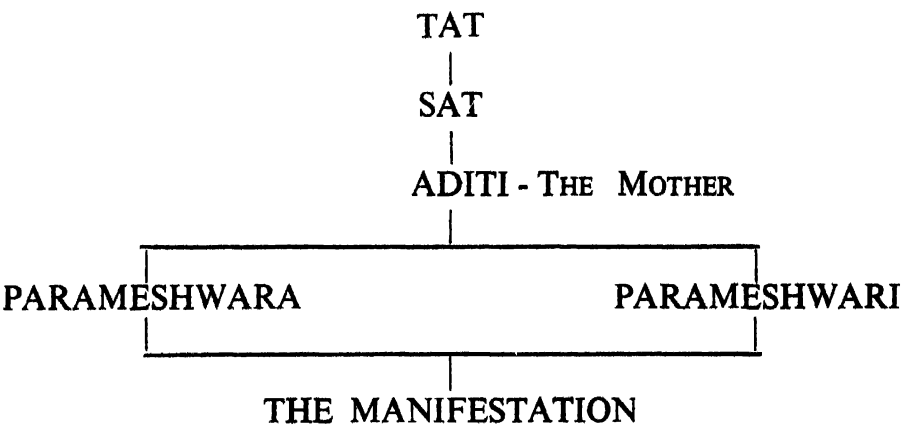 TAT
SAT
ADITI - THE MOTHER
PARAMESHWARA PARAMESHWARI
THE MANIFESTATION